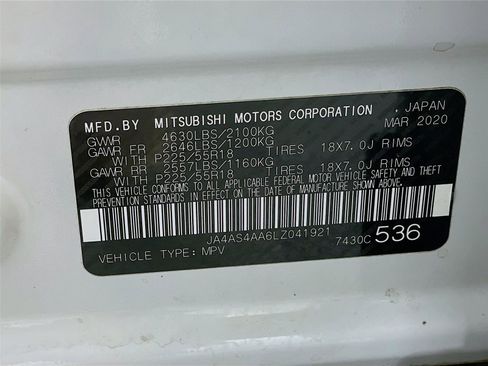 MFD. BY MITSUBISHI MOTORS CORPORATION, JAPAN
GVWR 4630LBS/2100KG MAR 2020
GAWR FR 2646LBS/1200KG
WITH P225/55R18 TIRES, 18X7.0J RIMS
GAWR RR 2557LBS/1160KG
WITH P225/55R18 TIRES, 18X7.0J RIMS
THIS VEHICLE CONFORMS TO ALL APPLICABLE FEDERAL MOTOR
VEHICLE SAFETY, BUMPER AND THEFT
PREVENTION STANDARDS IN EFFECT ON THE DATE OF MANUFACTURE SHOWN ABOVE.
JA4AS4AA6LZ041921
7430C 536
VEHICLE TYPE: MPV